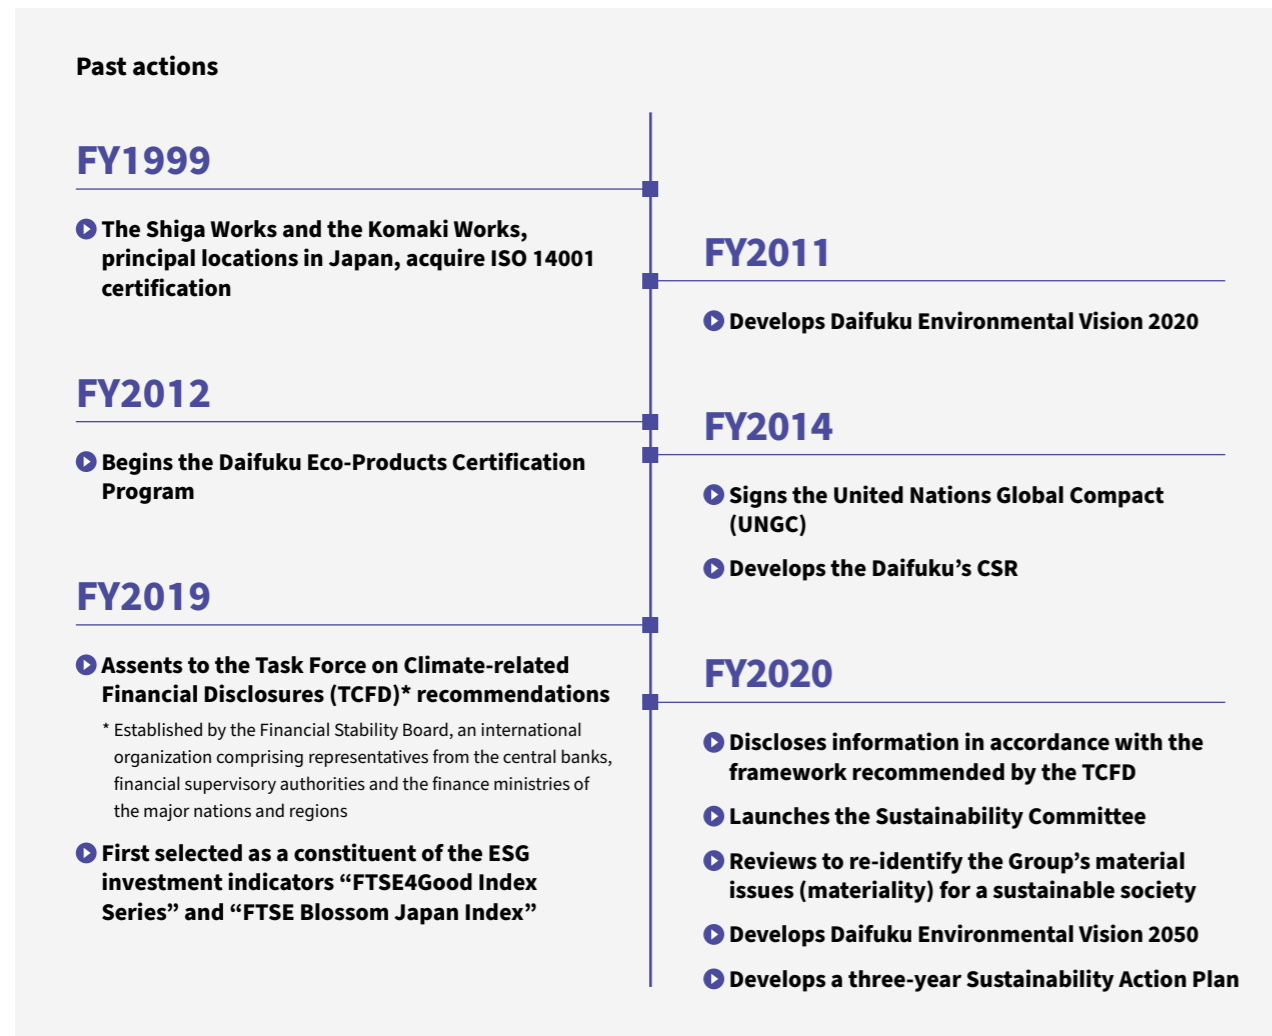 Past actions
FY1999
The Shiga Works and the Komaki Works,
principal locations in Japan, acquire ISO 14001
certification
FY2011
Develops Daifuku Environmental Vision 2020
FY2012
Begins the Daifuku Eco-Products Certification
Program
FY2014
Signs the United Nations Global Compact
(UNGC)
Develops the Daifuku’s CSR
FY2019
Assents to the Task Force on Climate-related
Financial Disclosures (TCFD)* recommendations
* Established by the Financial Stability Board, an international
organization comprising representatives from the central banks,
financial supervisory authorities and the finance ministries of
the major nations and regions
First selected as a constituent of the ESG
investment indicators “FTSE4Good Index
Series” and “FTSE Blossom Japan Index”
FY2020
Discloses information in accordance with the
framework recommended by the TCFD
Launches the Sustainability Committee
Reviews to re-identify the Group’s material
issues (materiality) for a sustainable society
Develops Daifuku Environmental Vision 2050
Develops a three-year Sustainability Action Plan